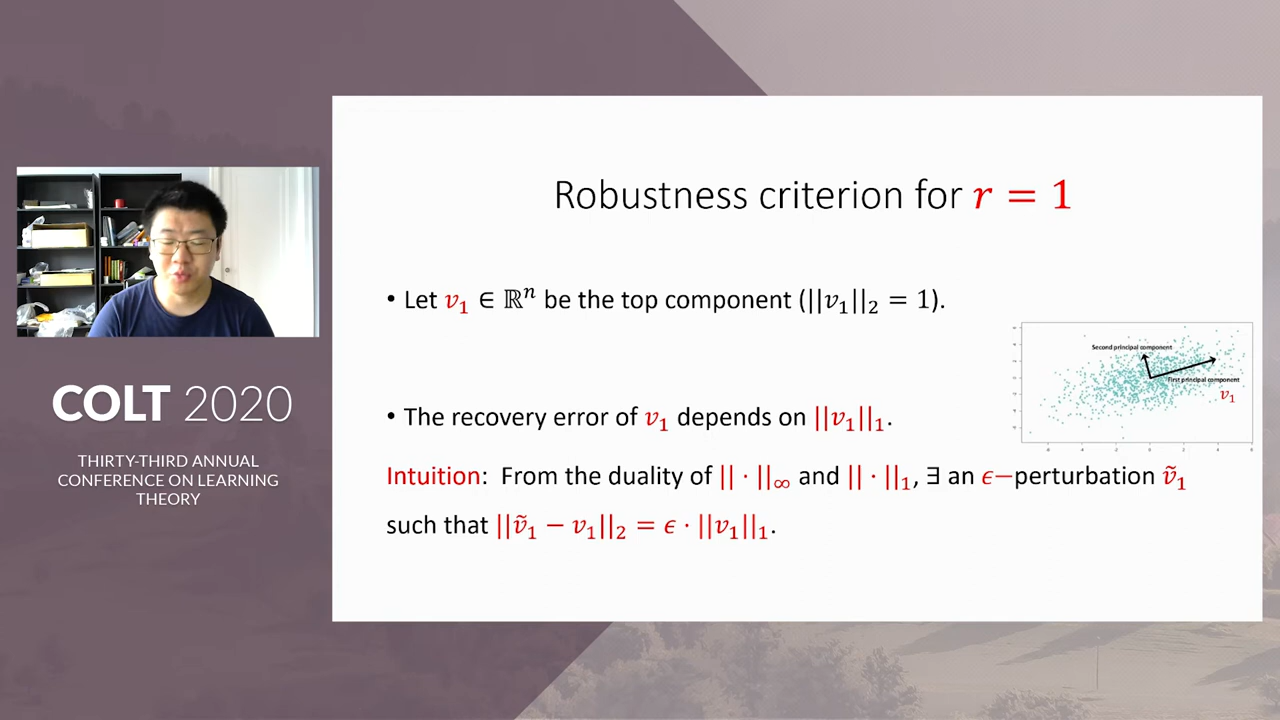 Robustness criterion for r = 1
• Let v₁ ∈ ℝⁿ be the top component (||v₁||₂ = 1).
Second principal component
First principal component
v₁
• The recovery error of v₁ depends on ||v₁||₁.
Intuition: From the duality of || · ||∞ and || · ||₁, ∃ an ϵ−perturbation ṽ₁
such that ||ṽ₁ − v₁||₂ = ϵ · ||v₁||₁.
COLT 2020
THIRTY-THIRD ANNUAL
CONFERENCE ON LEARNING
THEORY